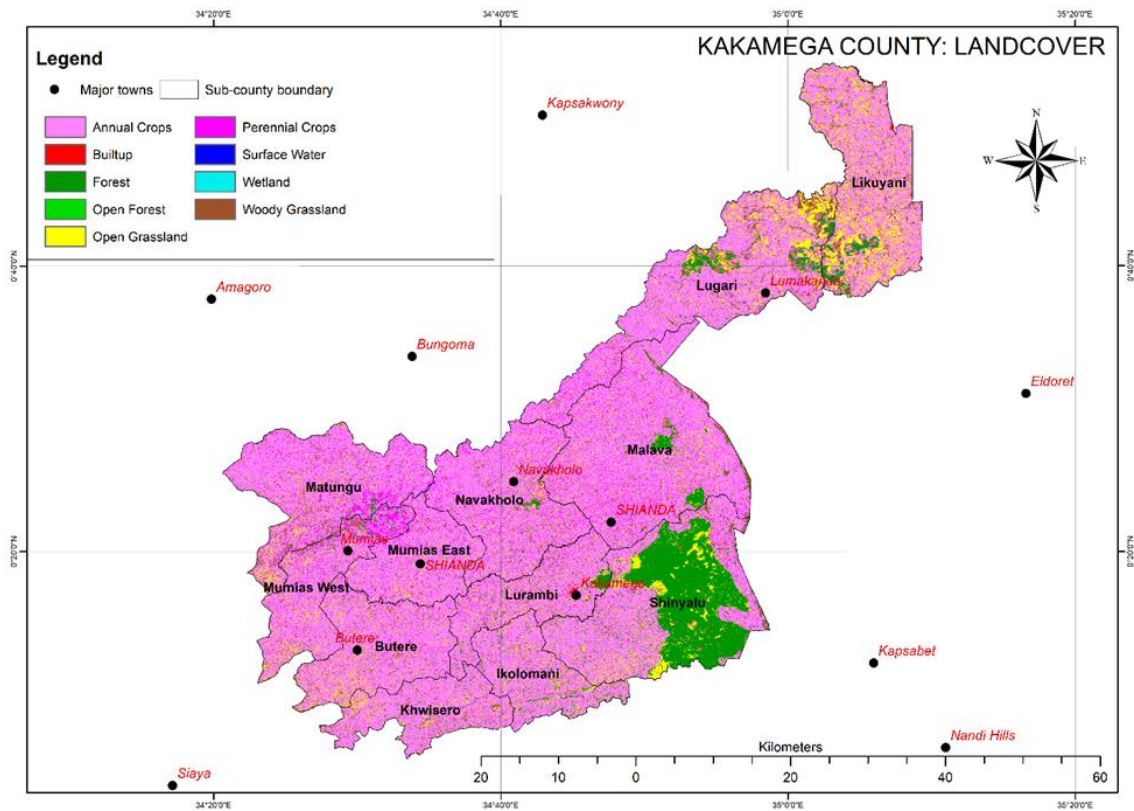 34°20'0"E 34°40'0"E 35°0'0"E 35°20'0"E
KAKAMEGA COUNTY: LANDCOVER
Legend
Major towns Sub-county boundary
Annual Crops Perennial Crops
Builtup Surface Water
Forest Wetland
Open Forest Woody Grassland
Open Grassland
Kapsakwony
N
W E
S
Likuyani
0°40'0"N 0°40'0"N
Lugari Lumakanda
Amagoro
Bungoma
Eldoret
Malava
Matungu Navakholo
Navakholo
SHIANDA
0°20'0"N 0°20'0"N
Mumias Mumias East
SHIANDA
Mumias West Lurambi Kakamega
Shinyalu
Butere Butere
Ikolomani
Kapsabet
Khwisero
Nandi Hills
Kilometers
20 10 0 20 40 60
Siaya
34°20'0"E 34°40'0"E 35°0'0"E 35°20'0"E